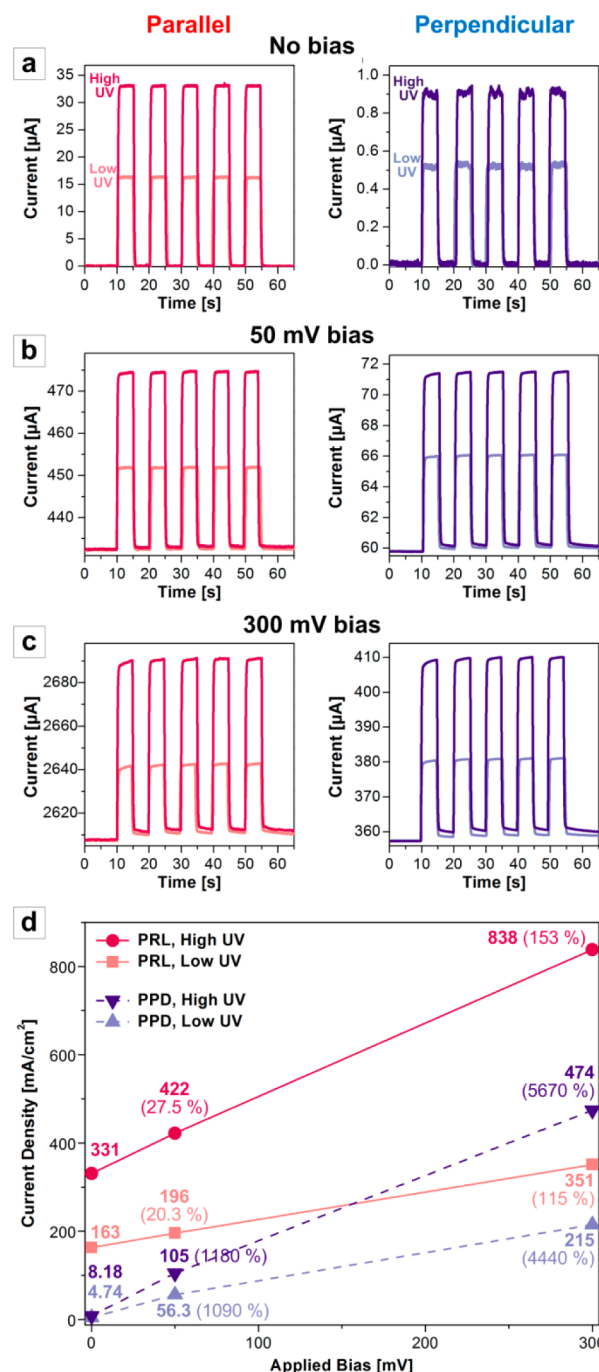 Parallel Perpendicular
No bias
a
35
30
25
20
15
10
5
0
Current [µA]
High UV
Low UV
0 10 20 30 40 50 60
Time [s]
1.0
0.8
0.6
0.4
0.2
0.0
Current [µA]
High UV
Low UV
0 10 20 30 40 50 60
Time [s]
b
50 mV bias
470
460
450
440
Current [µA]
0 10 20 30 40 50 60
Time [s]
72
70
68
66
64
62
60
Current [µA]
0 10 20 30 40 50 60
Time [s]
c
300 mV bias
2680
2660
2640
2620
Current [µA]
0 10 20 30 40 50 60
Time [s]
410
400
390
380
370
360
Current [µA]
0 10 20 30 40 50 60
Time [s]
d
PRL, High UV
PRL, Low UV
PPD, High UV
PPD, Low UV
838 (153 %)
474
(5670 %)
422
(27.5 %)
331
351
(115 %)
196
(20.3 %)
163
215
(4440 %)
105 (1180 %)
8.18
4.74
56.3 (1090 %)
800
600
400
200
0
Current Density [mA/cm²]
0 100 200 300
Applied Bias [mV]